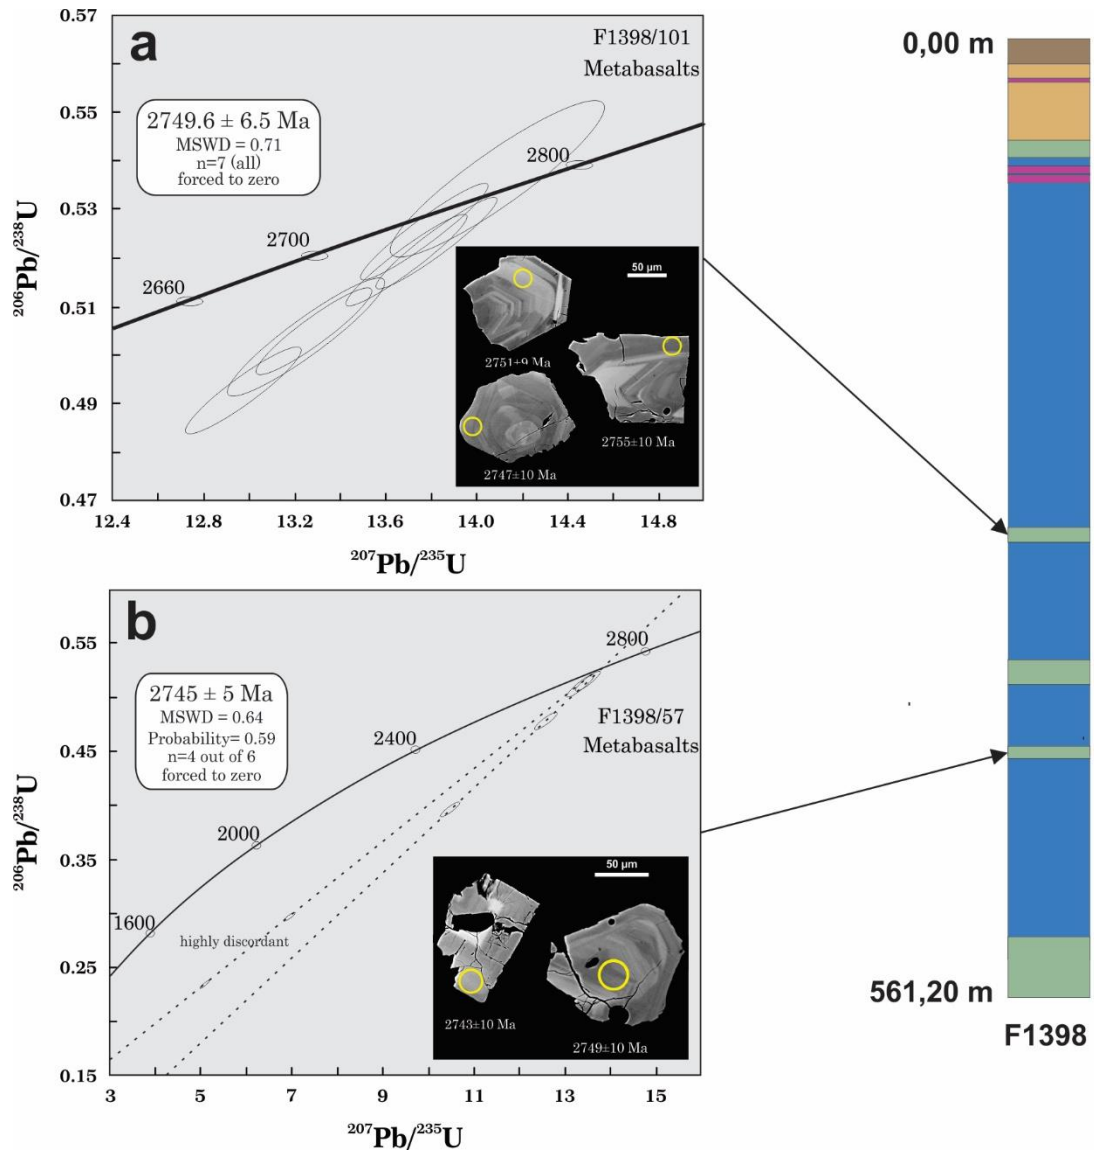 a
F1398/101
Metabasalts
2749.6 ± 6.5 Ma
MSWD = 0.71
n=7 (all)
forced to zero
0.57
0.55
0.53
0.51
0.49
0.47
²⁰⁶Pb/²³⁸U
2660
2700
2800
50 µm
2751±9 Ma
2755±10 Ma
2747±10 Ma
12.4
12.8
13.2
13.6
14.0
14.4
14.8
²⁰⁷Pb/²³⁵U
b
2745 ± 5 Ma
MSWD = 0.64
Probability= 0.59
n=4 out of 6
forced to zero
F1398/57
Metabasalts
0.55
0.45
0.35
0.25
0.15
²⁰⁶Pb/²³⁸U
1600
2000
2400
2800
highly discordant
50 µm
2743±10 Ma
2749±10 Ma
3
5
7
9
11
13
15
²⁰⁷Pb/²³⁵U
0,00 m
561,20 m
F1398